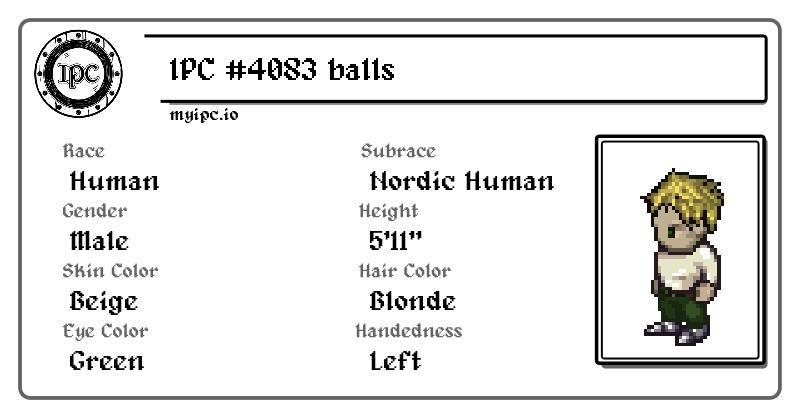 IPC
IPC #4083 balls
myipc.io
Race
Human
Subrace
Nordic Human
Gender
Male
Height
5'11"
Skin Color
Beige
Hair Color
Blonde
Eye Color
Green
Handedness
Left